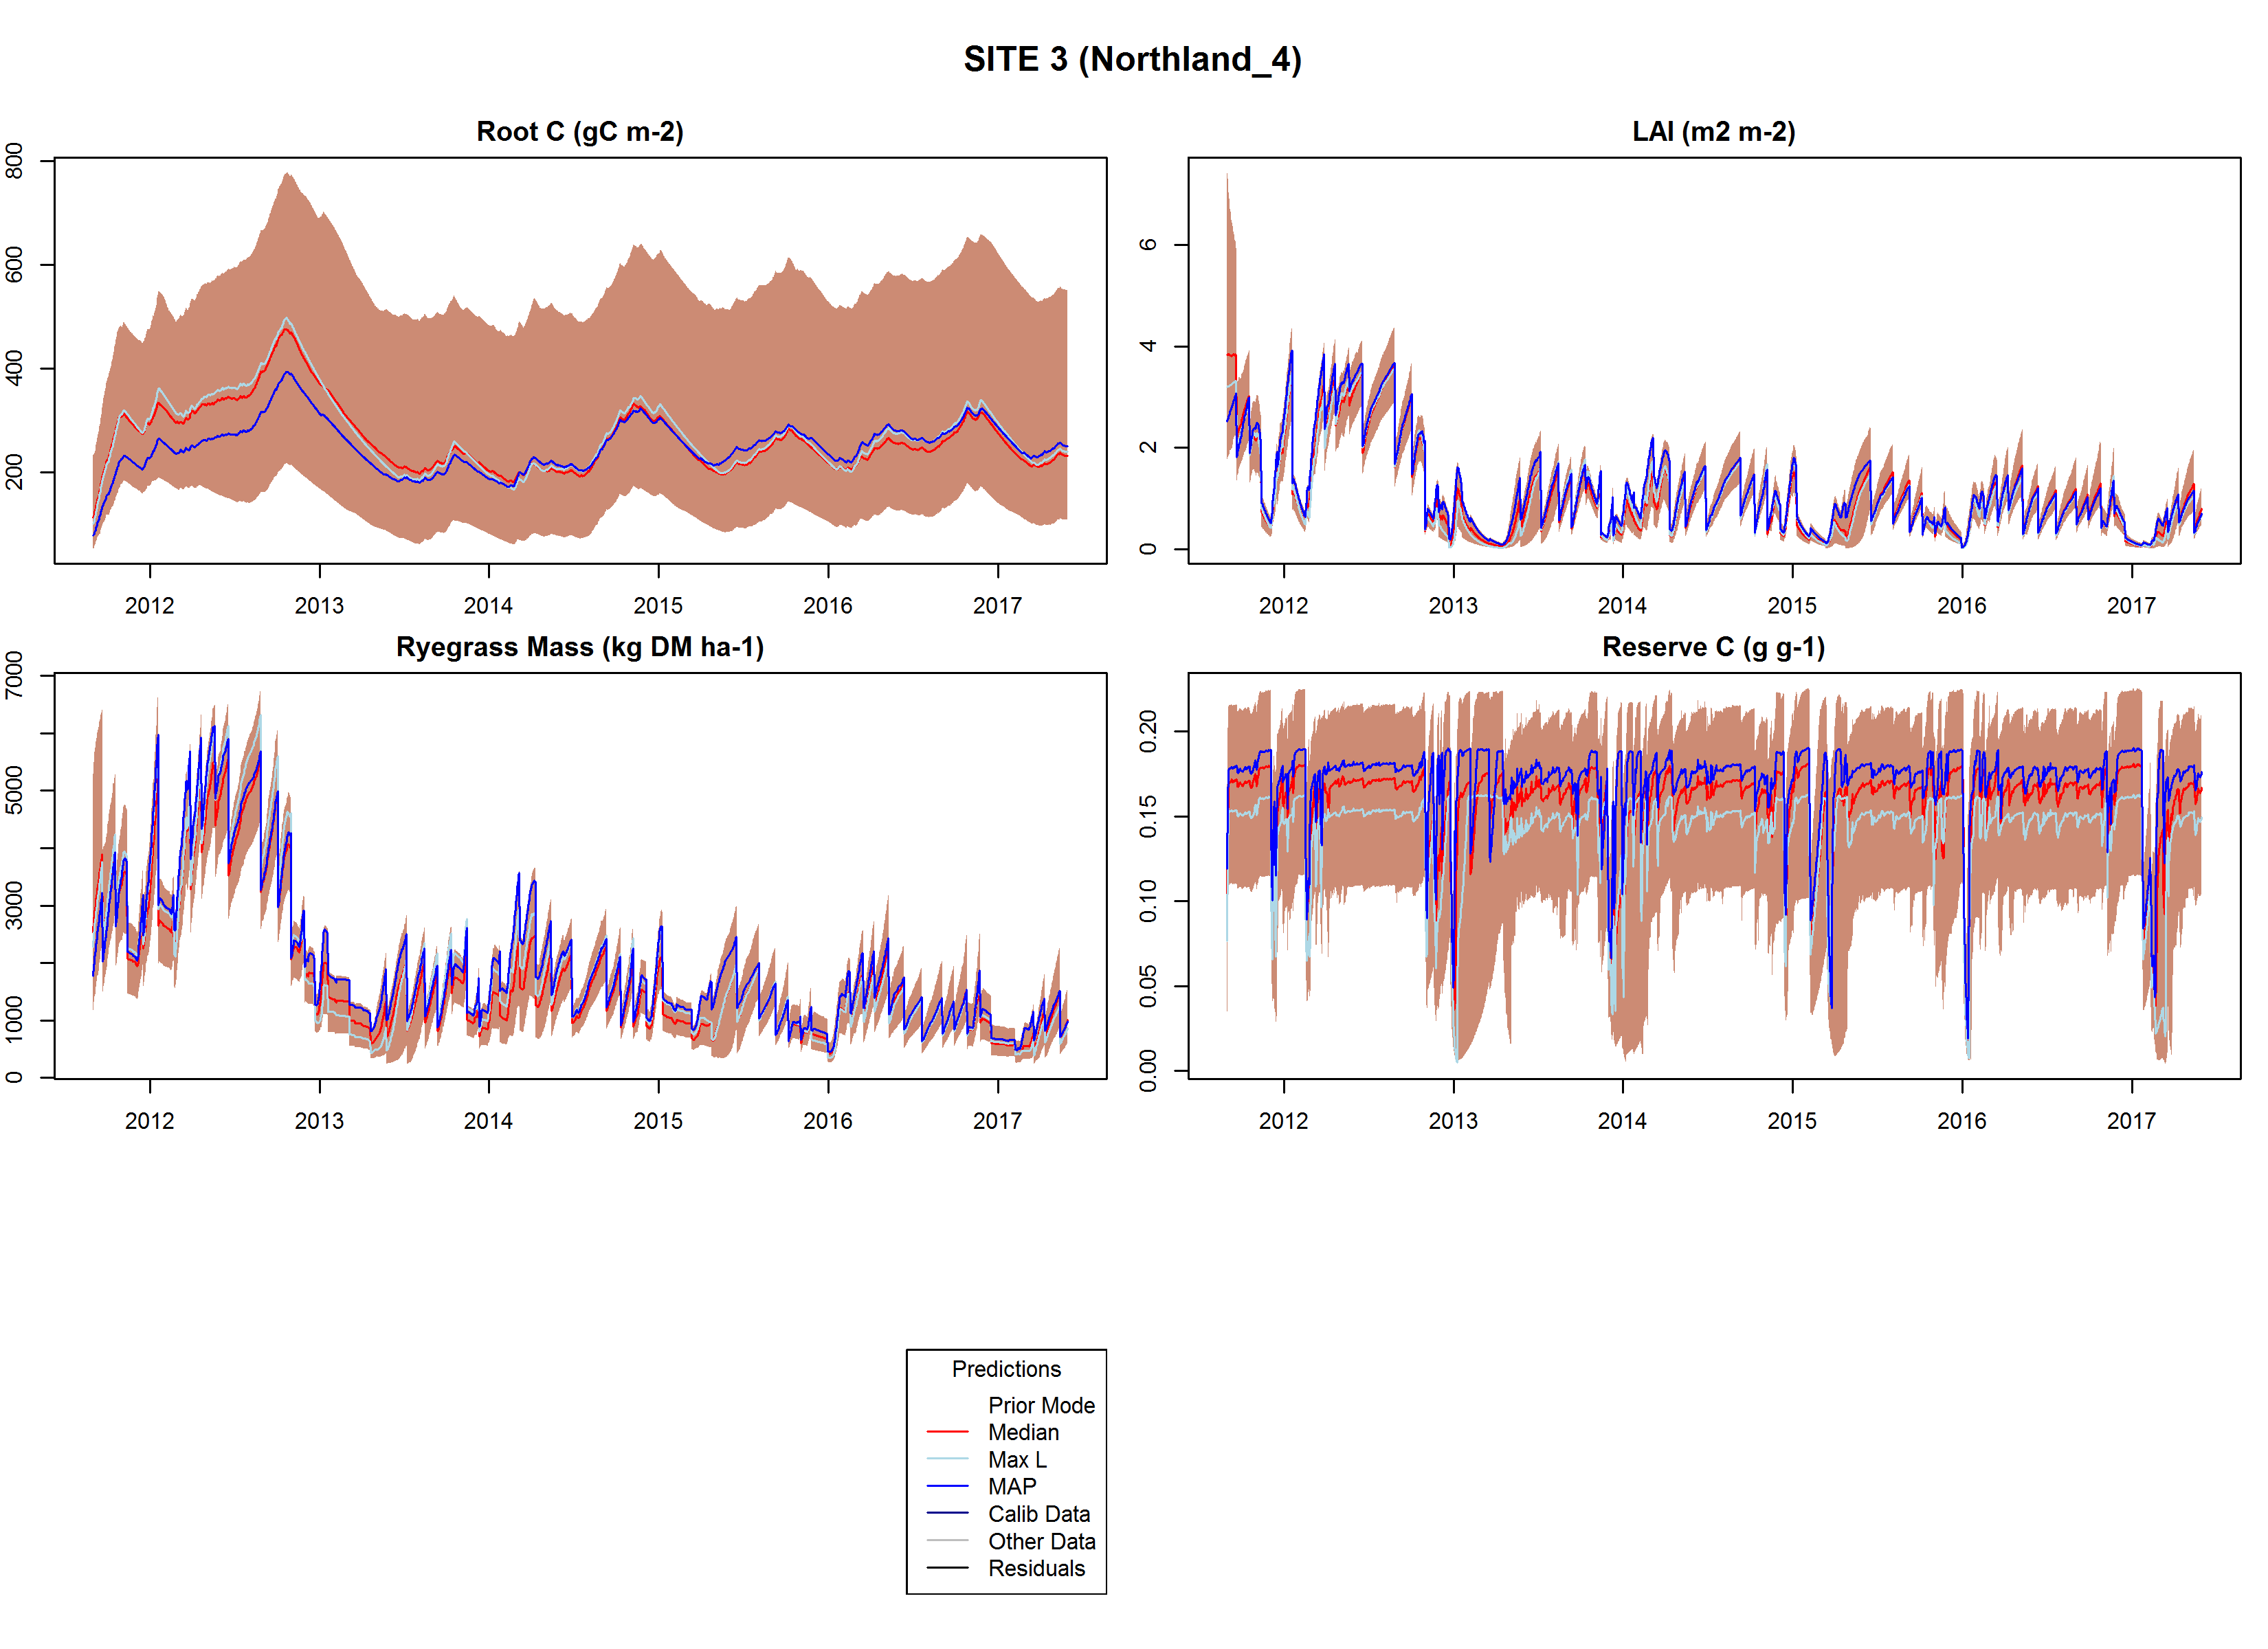 SITE 3 (Northland_4)
Root C (gC m-2)
800
600
400
200
2012 2013 2014 2015 2016 2017
LAI (m2 m-2)
6
4
2
0
2012 2013 2014 2015 2016 2017
Ryegrass Mass (kg DM ha-1)
7000
5000
3000
1000
0
2012 2013 2014 2015 2016 2017
Reserve C (g g-1)
0.20
0.15
0.10
0.05
0.00
2012 2013 2014 2015 2016 2017
Predictions
Prior Mode
Median
Max L
MAP
Calib Data
Other Data
Residuals